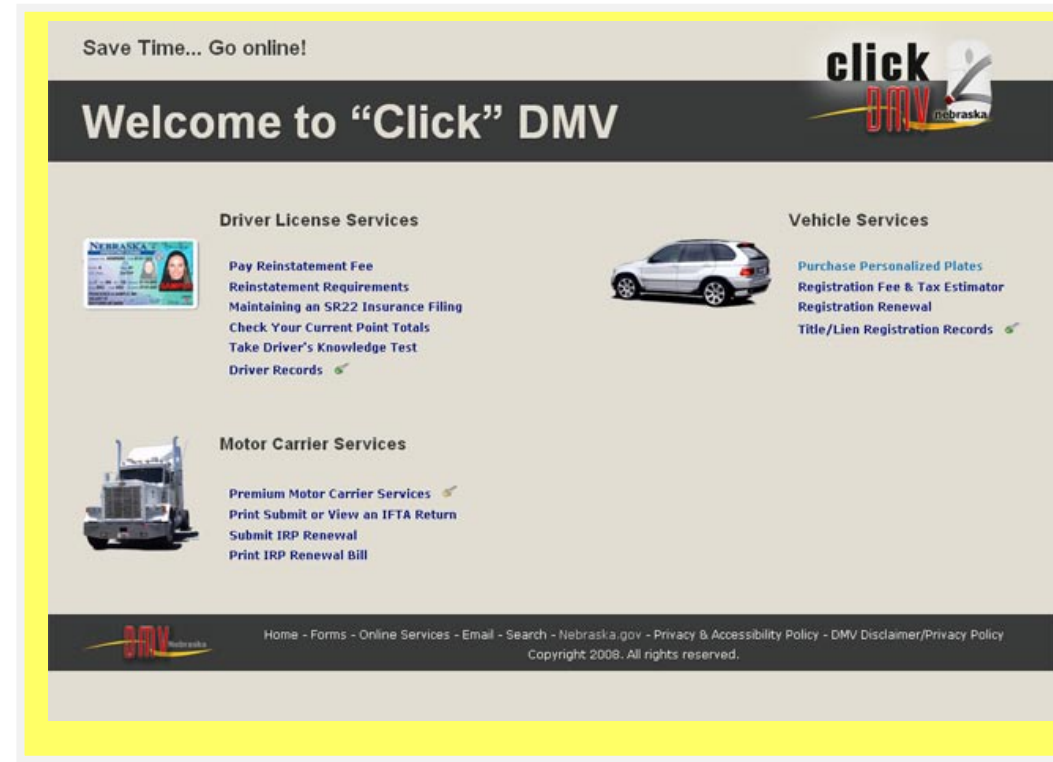 Save Time... Go online!
click
DMV
nebraska
Welcome to “Click” DMV
Driver License Services
NEBRASKA
Pay Reinstatement Fee
Reinstatement Requirements
Maintaining an SR22 Insurance Filing
Check Your Current Point Totals
Take Driver's Knowledge Test
Driver Records
Vehicle Services
Purchase Personalized Plates
Registration Fee & Tax Estimator
Registration Renewal
Title/Lien Registration Records
Motor Carrier Services
Premium Motor Carrier Services
Print Submit or View an IFTA Return
Submit IRP Renewal
Print IRP Renewal Bill
DMV Nebraska
Home - Forms - Online Services - Email - Search - Nebraska.gov - Privacy & Accessibility Policy - DMV Disclaimer/Privacy Policy
Copyright 2008. All rights reserved.